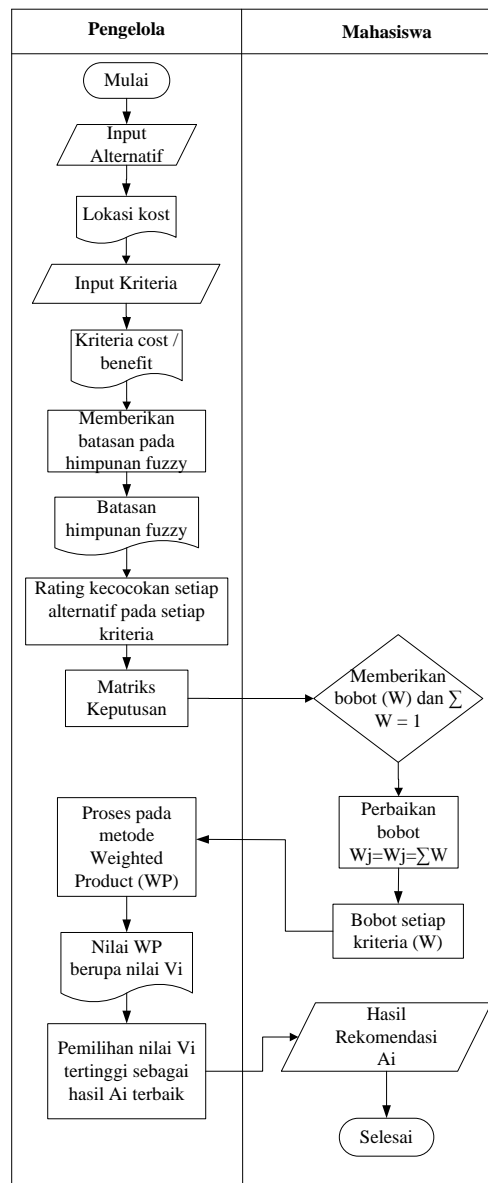 Pengelola
Mahasiswa
Mulai
Input
Alternatif
Lokasi kost
Input Kriteria
Kriteria cost /
benefit
Memberikan
batasan pada
himpunan fuzzy
Batasan
himpunan fuzzy
Rating kecocokan setiap
alternatif pada setiap
kriteria
Matriks
Keputusan
Memberikan
bobot (W) dan ∑
W = 1
Perbaikan
bobot
Wj=Wj=∑W
Bobot setiap
kriteria (W)
Proses pada
metode
Weighted
Product (WP)
Nilai WP
berupa nilai Vi
Pemilihan nilai Vi
tertinggi sebagai
hasil Ai terbaik
Hasil
Rekomendasi
Ai
Selesai